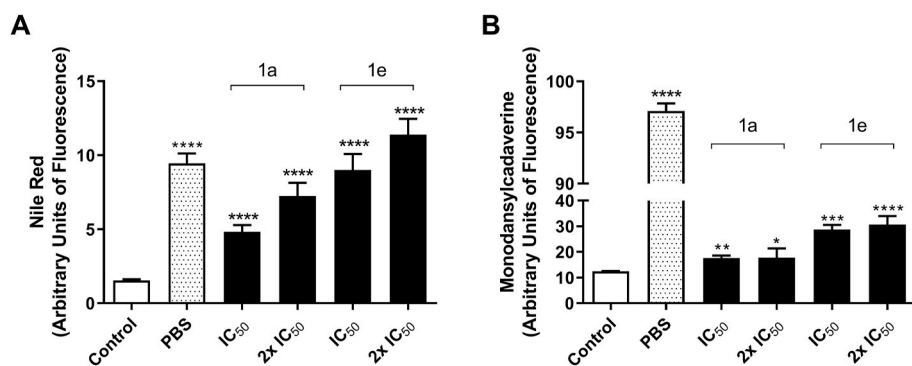 A
Nile Red
(Arbitrary Units of Fluorescence)
15
10
5
0
1a
1e
****
****
****
****
****
Control
PBS
IC50
2x IC50
IC50
2x IC50
B
Monodansylcadaverine
(Arbitrary Units of Fluorescence)
100
95
90
40
30
20
10
0
1a
1e
****
**
*
***
****
Control
PBS
IC50
2x IC50
IC50
2x IC50